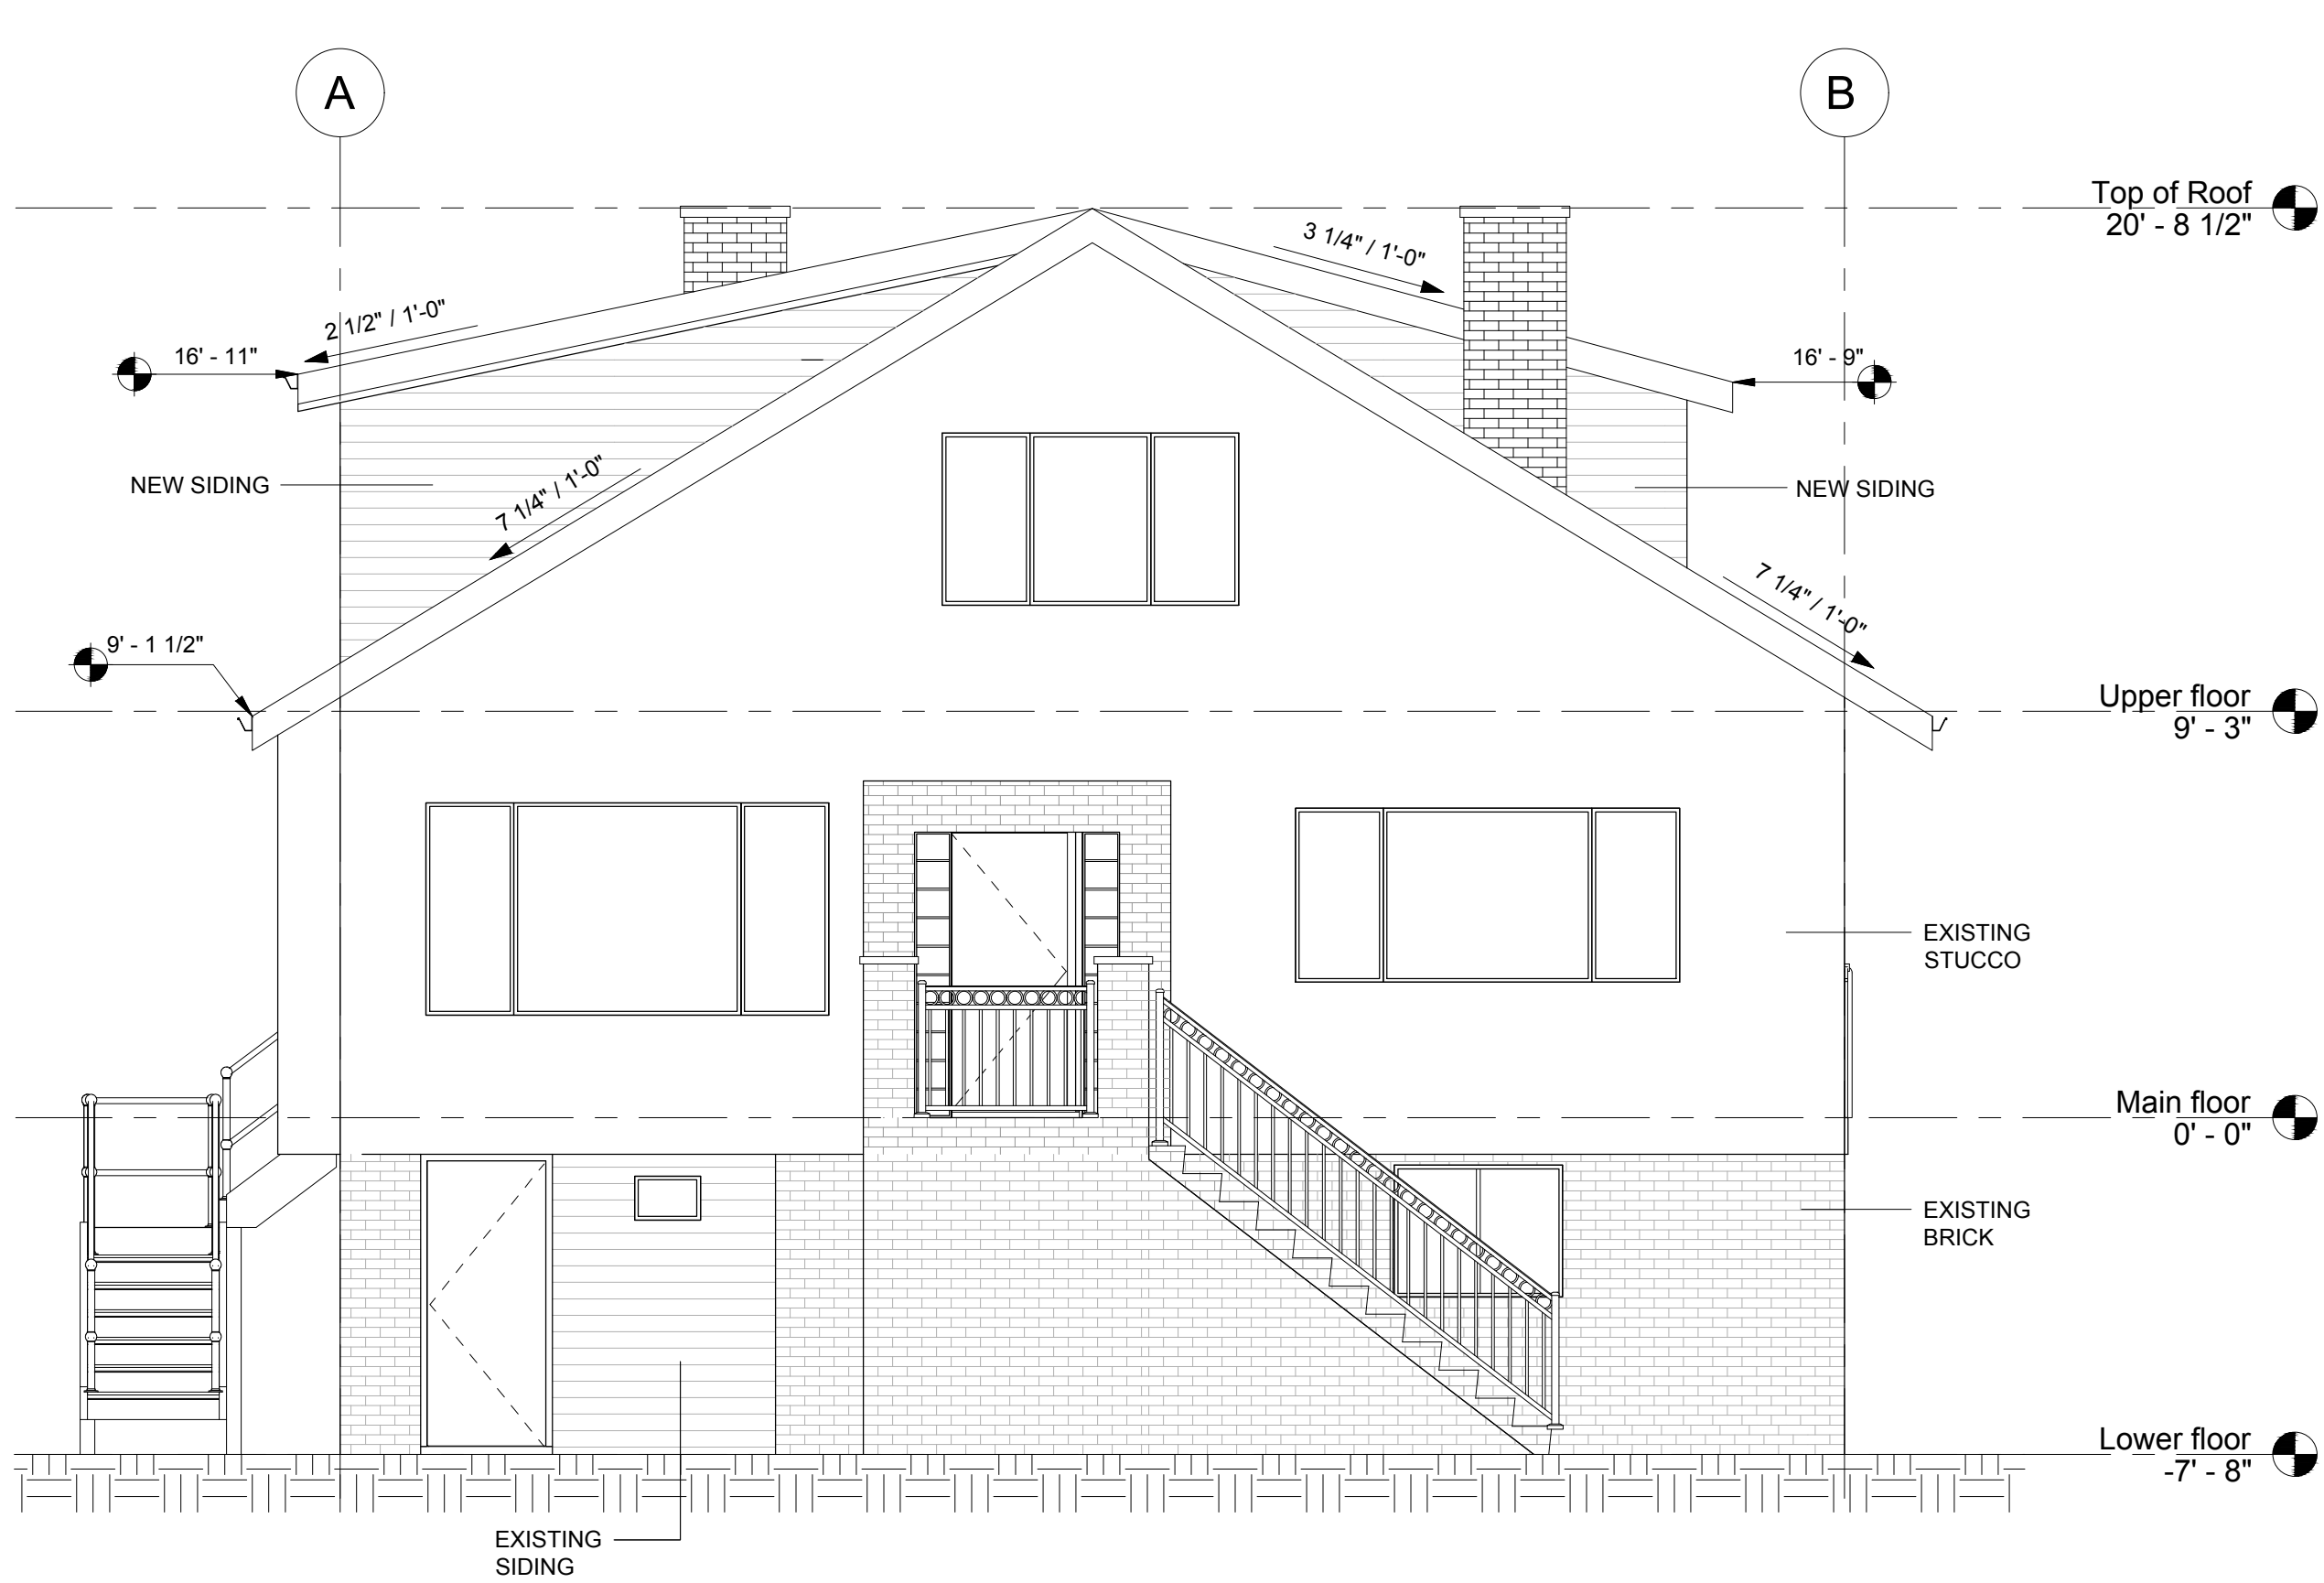 A
B
Top of Roof
20' - 8 1/2"
3 1/4" / 1'-0"
2 1/2" / 1'-0"
16' - 11"
16' - 9"
7 1/4" / 1'-0"
NEW SIDING
NEW SIDING
7 1/4" / 1'-0"
9' - 1 1/2"
Upper floor
9' - 3"
EXISTING
STUCCO
Main floor
0' - 0"
EXISTING
BRICK
Lower floor
-7' - 8"
EXISTING
SIDING